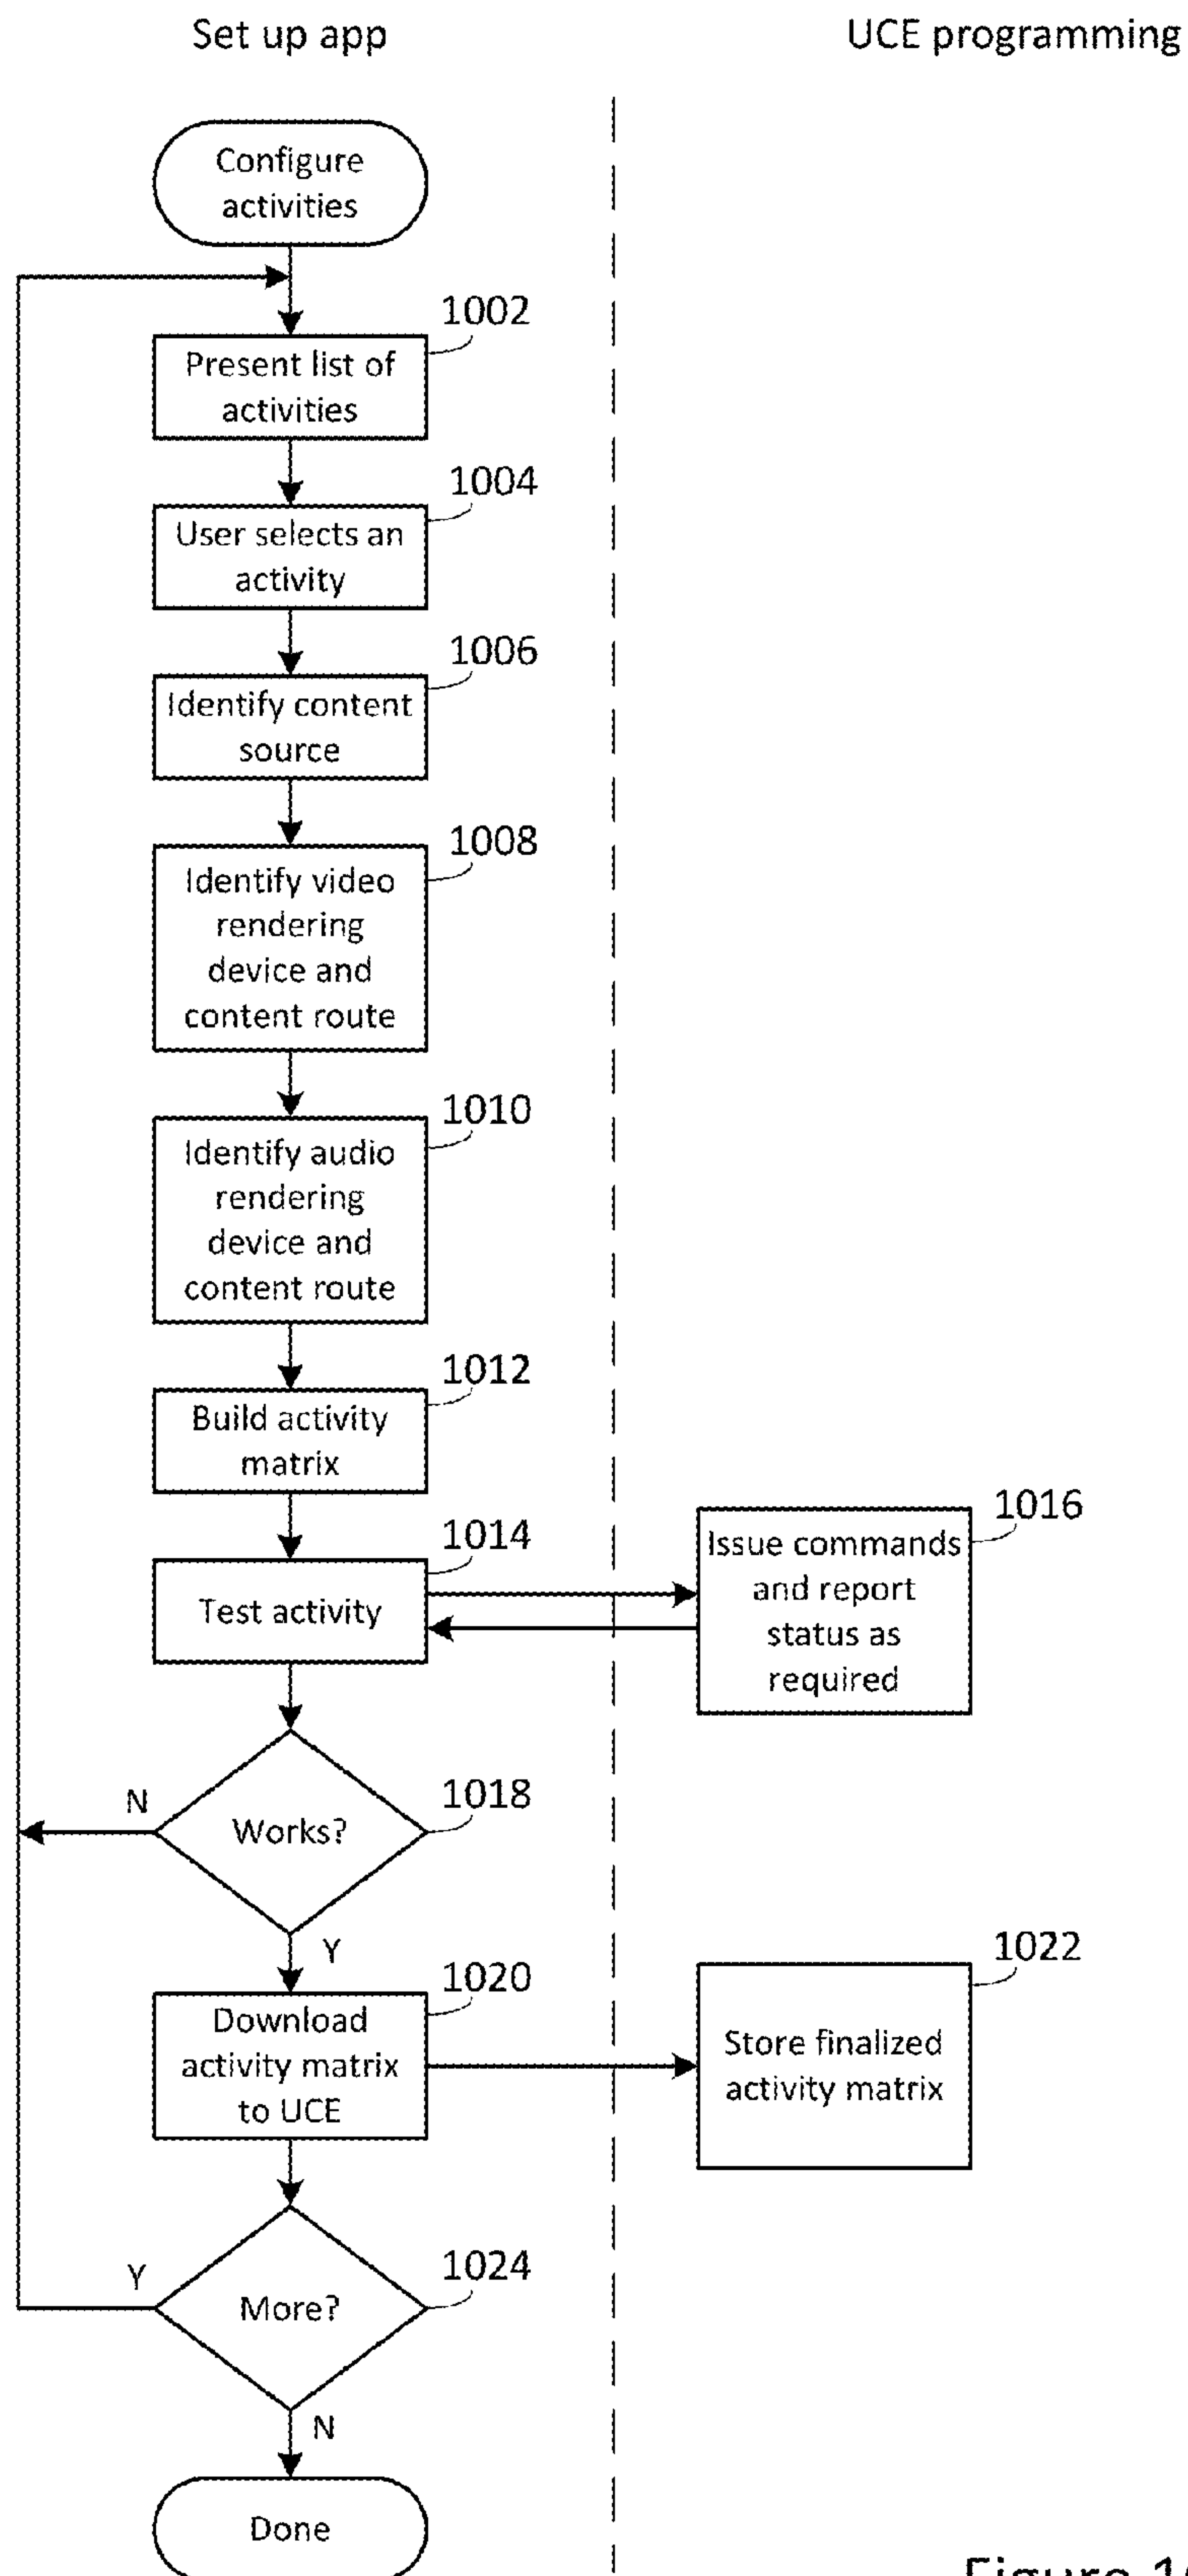 Set up app
UCE programming
Configure
activities
1002
Present list of
activities
1004
User selects an
activity
1006
Identify content
source
1008
Identify video
rendering
device and
content route
1010
Identify audio
rendering
device and
content route
1012
Build activity
matrix
1014
Test activity
1016
Issue commands
and report
status as
required
1018
Works?
N
Y
1020
Download
activity matrix
to UCE
1022
Store finalized
activity matrix
1024
More?
Y
N
Done
Figure